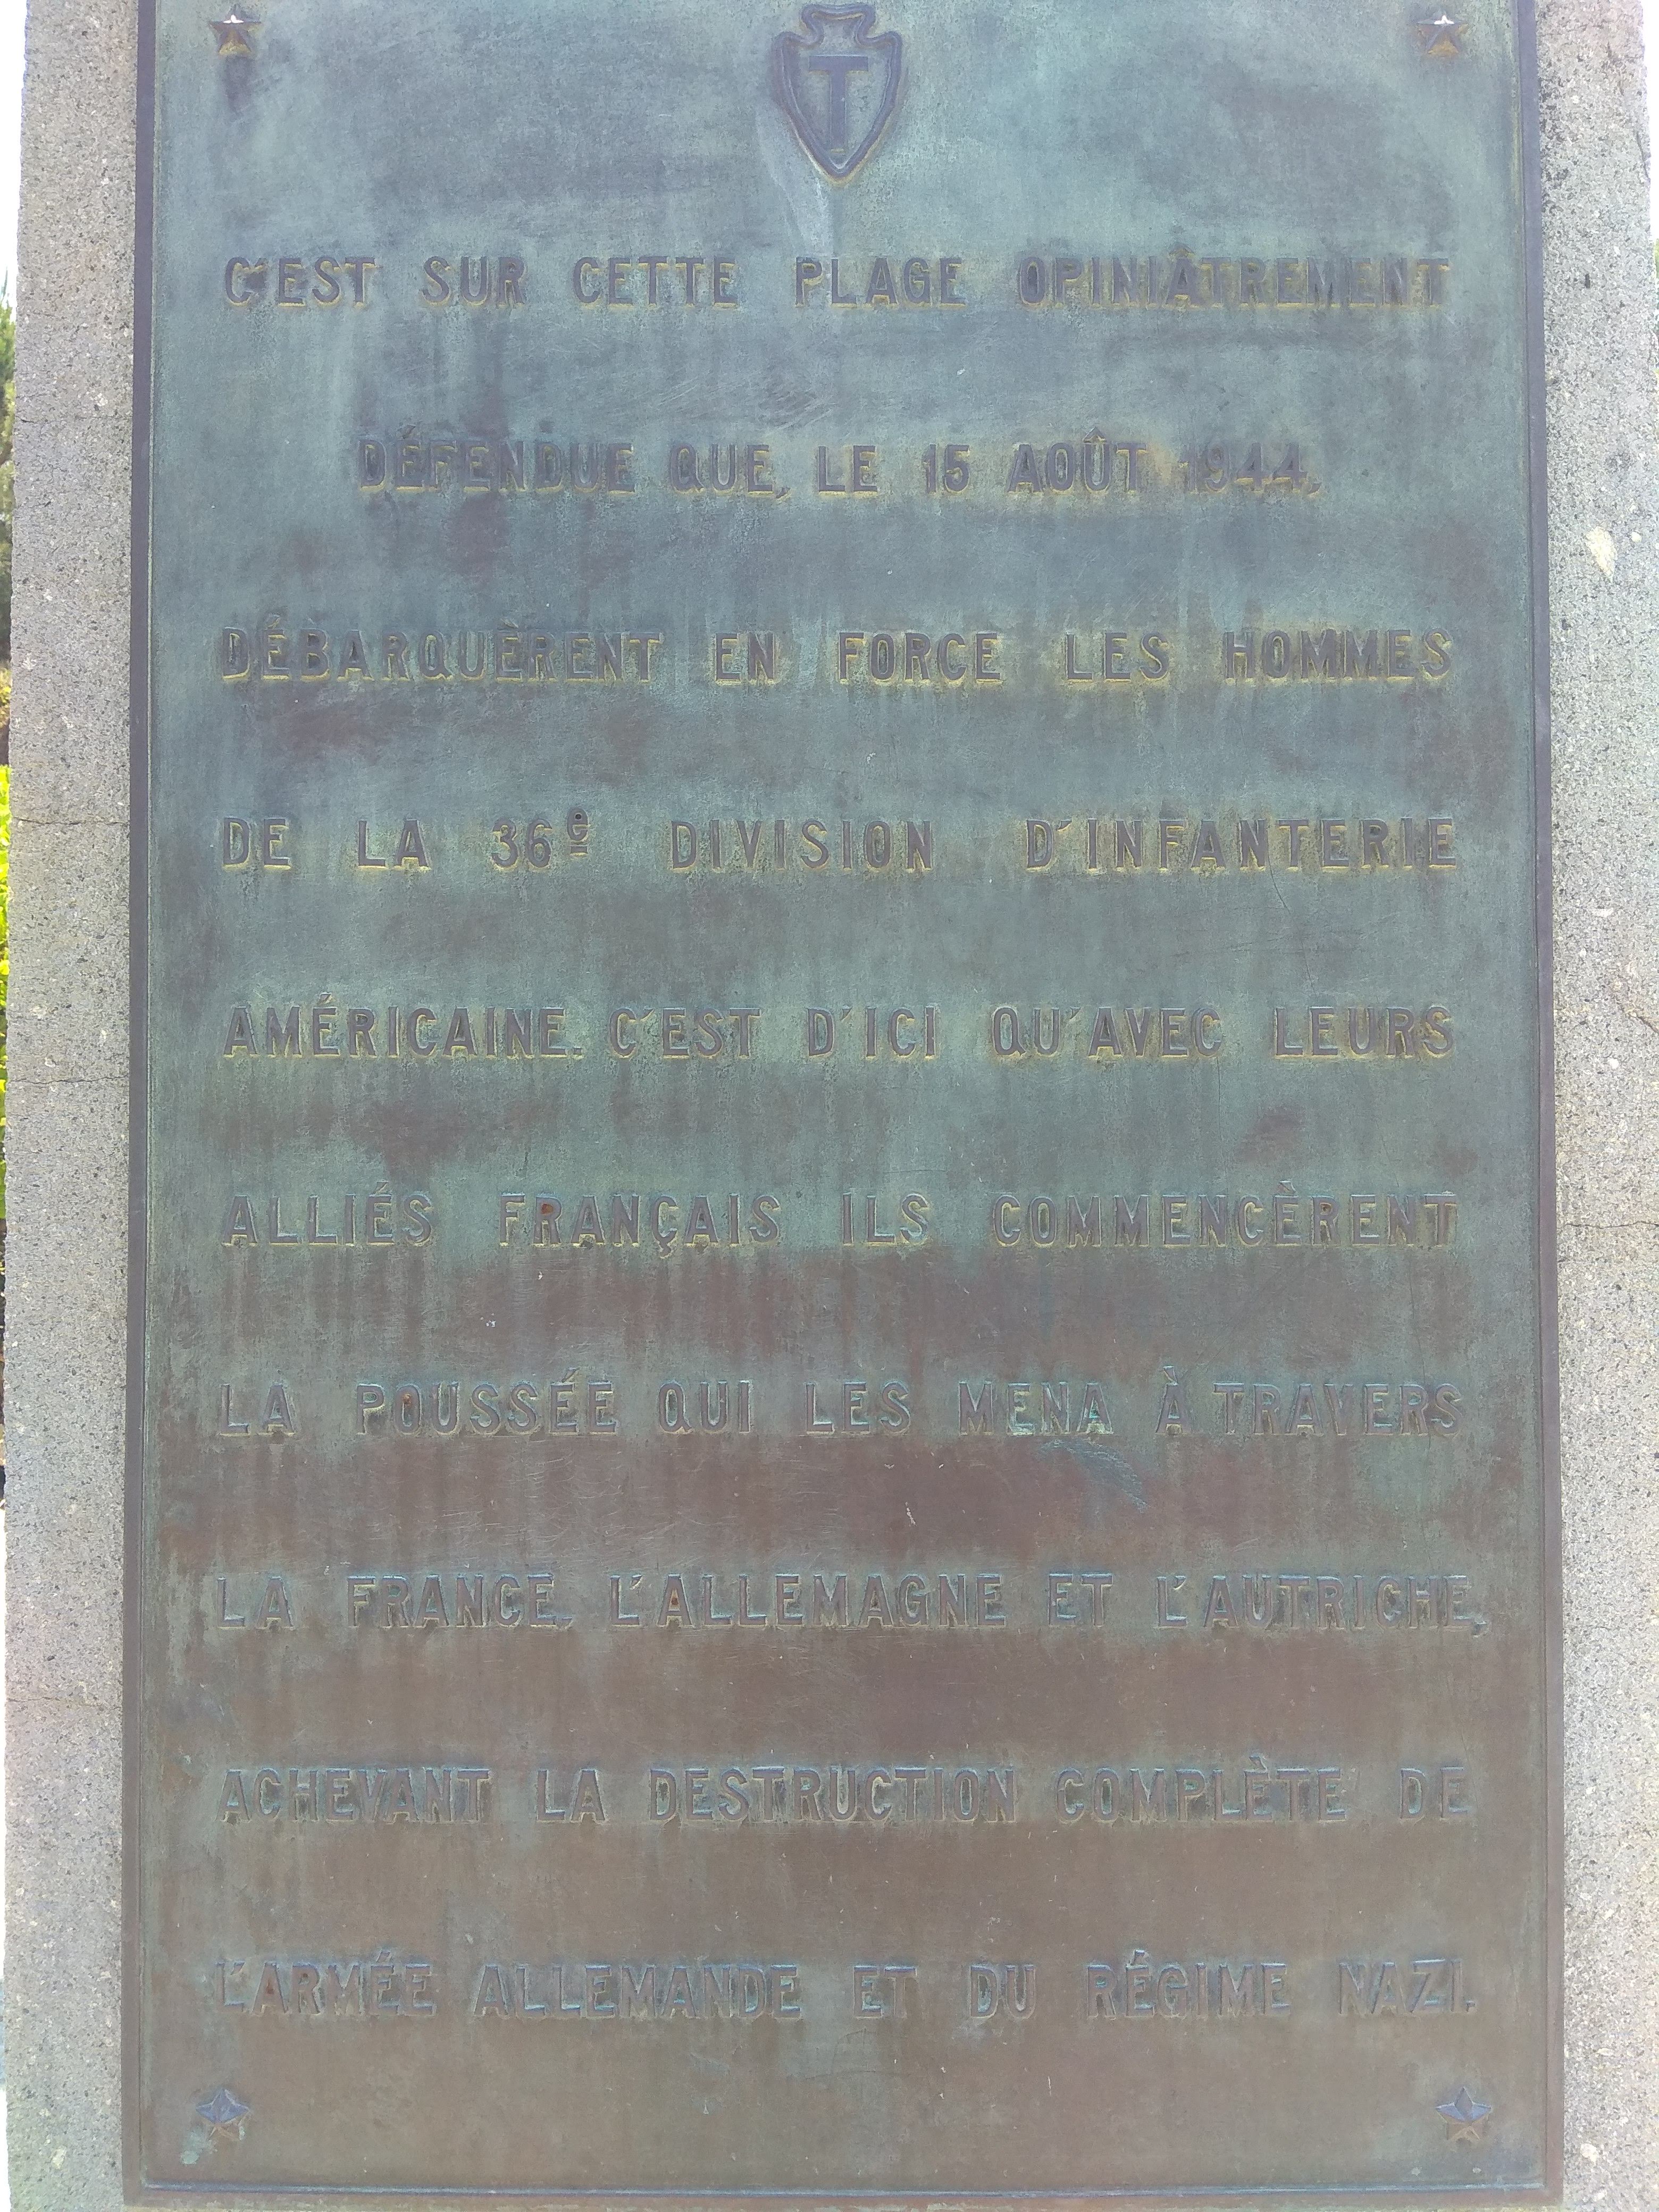 T
C'EST SUR CETTE PLAGE OPINIÂTREMENT
DÉFENDUE QUE, LE 15 AOÛT 1944,
DÉBARQUÈRENT EN FORCE LES HOMMES
DE LA 36e DIVISION D'INFANTERIE
AMÉRICAINE. C'EST D'ICI QU'AVEC LEURS
ALLIÉS FRANÇAIS ILS COMMENCÈRENT
LA POUSSÉE QUI LES MENA À TRAVERS
LA FRANCE, L'ALLEMAGNE ET L'AUTRICHE,
ACHEVANT LA DESTRUCTION COMPLÈTE DE
L'ARMÉE ALLEMANDE ET DU RÉGIME NAZI.